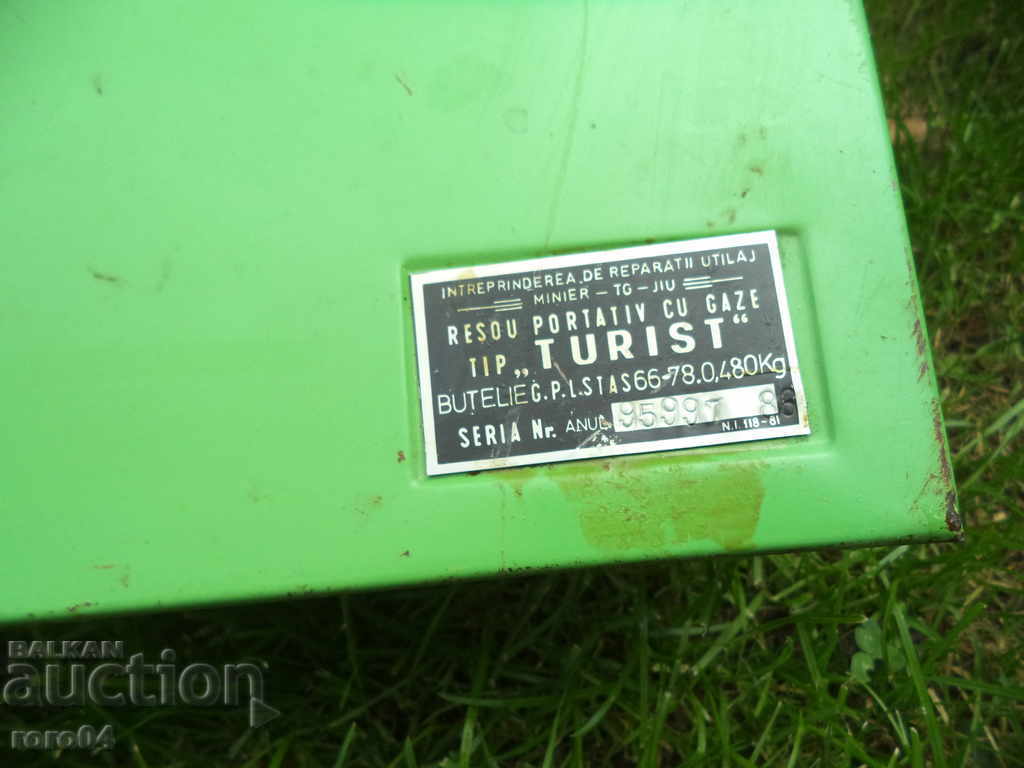 INTREPRINDEREA DE REPARATII UTILAJ
MINIER - TG - JIU
RESOU PORTATIV CU GAZE
TIP „TURIST“
BUTELIE G.P.L. STAS 66-78. 0,480Kg
SERIA Nr. ANUL 95997 86
N.I. 118-81
BALKAN
auction
roro04